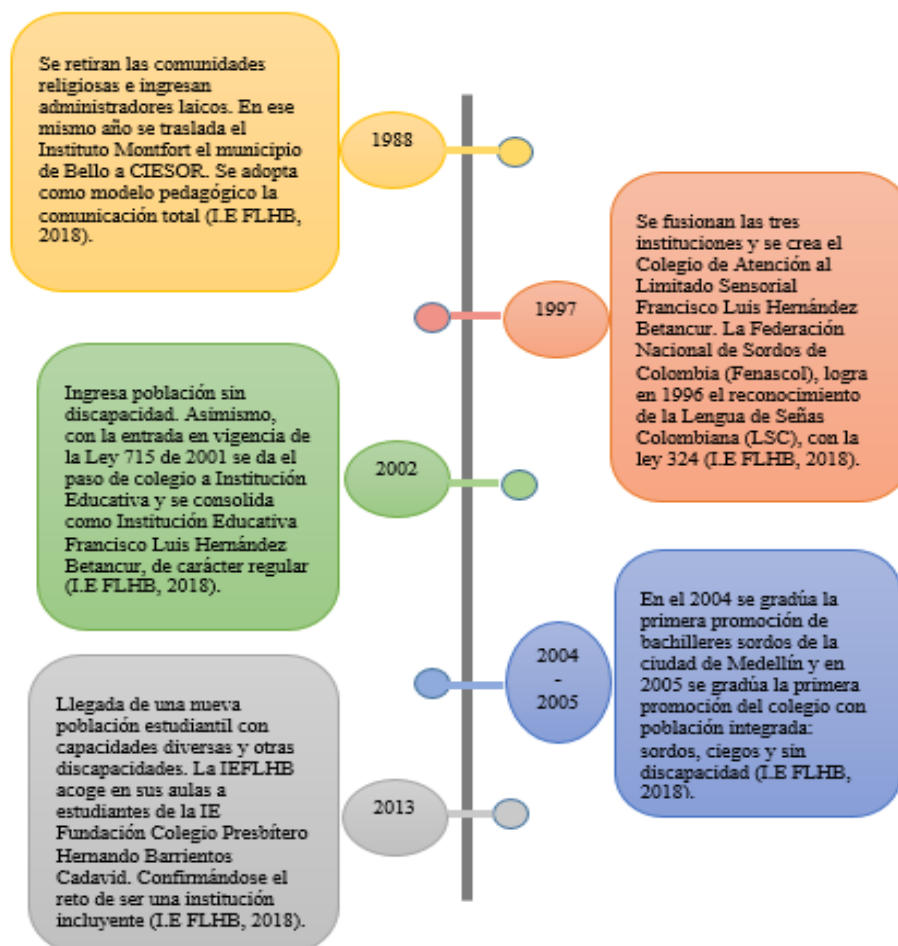 Se retiran las comunidades
religiosas e ingresan
administradores laicos. En ese
mismo año se traslada el
Instituto Montfort el municipio
de Bello a CIESOR. Se adopta
como modelo pedagógico la
comunicación total (I.E FLHB,
2018).
1988
Se fusionan las tres
instituciones y se crea el
Colegio de Atención al
Limitado Sensorial
Francisco Luis Hernández
Betancur. La Federación
Nacional de Sordos de
Colombia (Fenascol), logra
en 1996 el reconocimiento
de la Lengua de Señas
Colombiana (LSC), con la
ley 324 (I.E FLHB, 2018).
1997
Ingresa población sin
discapacidad. Asimismo,
con la entrada en vigencia de
la Ley 715 de 2001 se da el
paso de colegio a Institución
Educativa y se consolida
como Institución Educativa
Francisco Luis Hernández
Betancur, de carácter regular
(I.E FLHB, 2018).
2002
En el 2004 se gradúa la
primera promoción de
bachilleres sordos de la
ciudad de Medellín y en
2005 se gradúa la primera
promoción del colegio con
población integrada:
sordos, ciegos y sin
discapacidad (I.E FLHB,
2018).
2004
-
2005
Llegada de una nueva
población estudiantil con
capacidades diversas y otras
discapacidades. La IEFLHB
acoge en sus aulas a
estudiantes de la IE
Fundación Colegio Presbítero
Hernando Barrientos
Cadavid. Confirmándose el
reto de ser una institución
incluyente (I.E FLHB, 2018).
2013